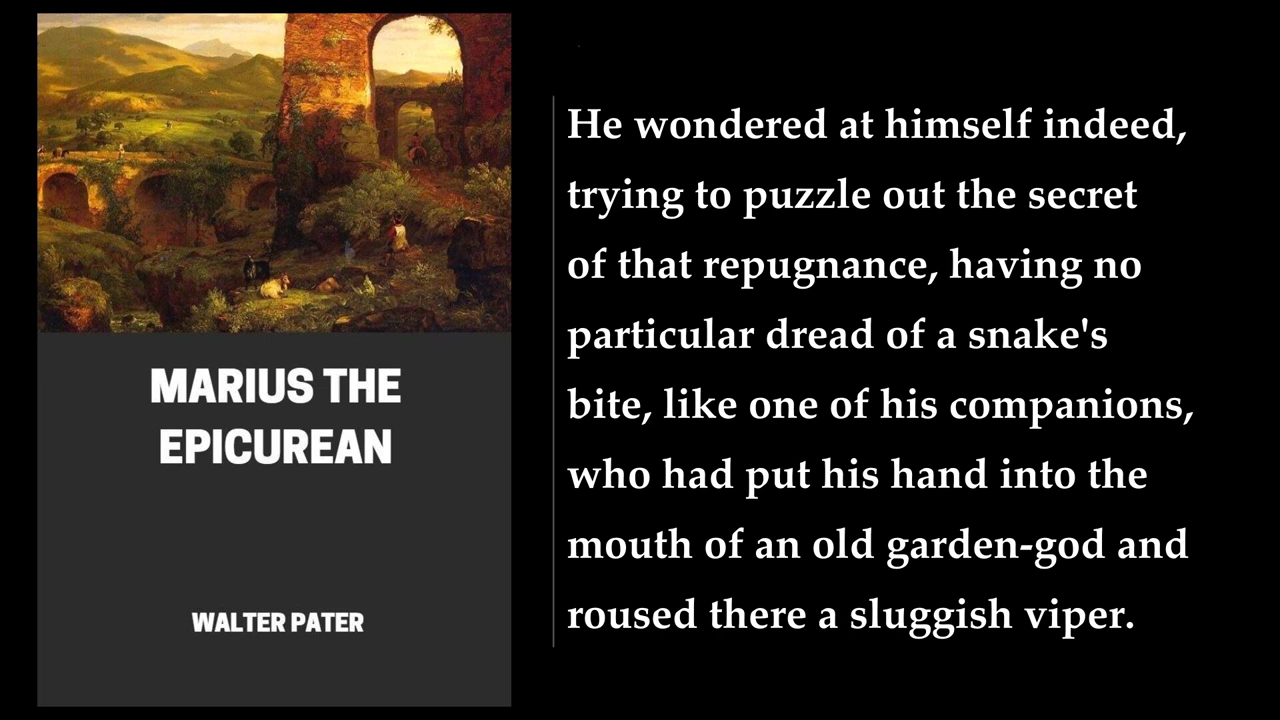 MARIUS THE
EPICUREAN
WALTER PATER
He wondered at himself indeed,
trying to puzzle out the secret
of that repugnance, having no
particular dread of a snake's
bite, like one of his companions,
who had put his hand into the
mouth of an old garden-god and
roused there a sluggish viper.